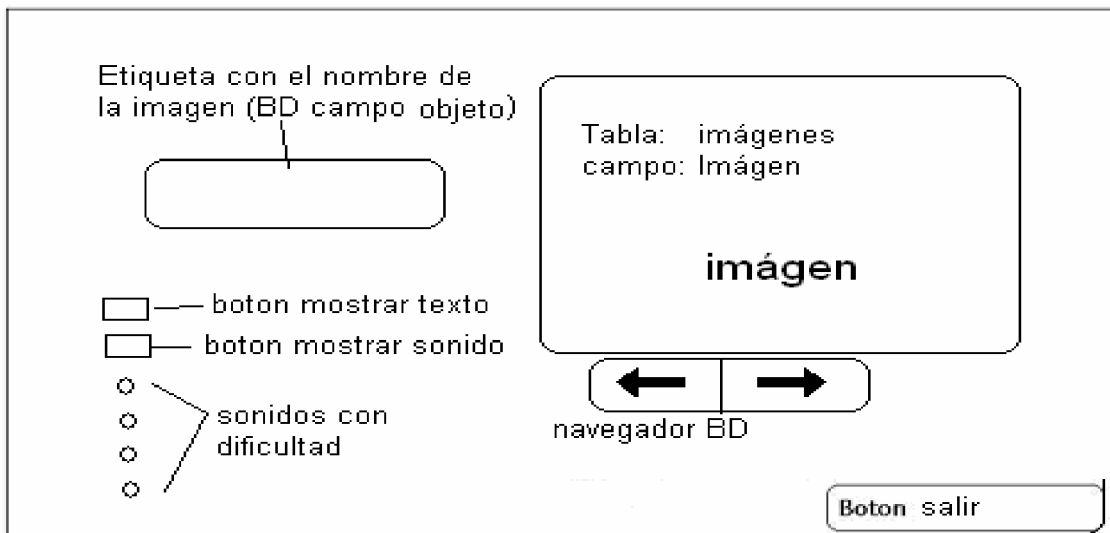 Etiqueta con el nombre de
la imagen (BD campo objeto)
Tabla: imágenes
campo: Imágen
imágen
boton mostrar texto
boton mostrar sonido
sonidos con
dificultad
navegador BD
Boton salir